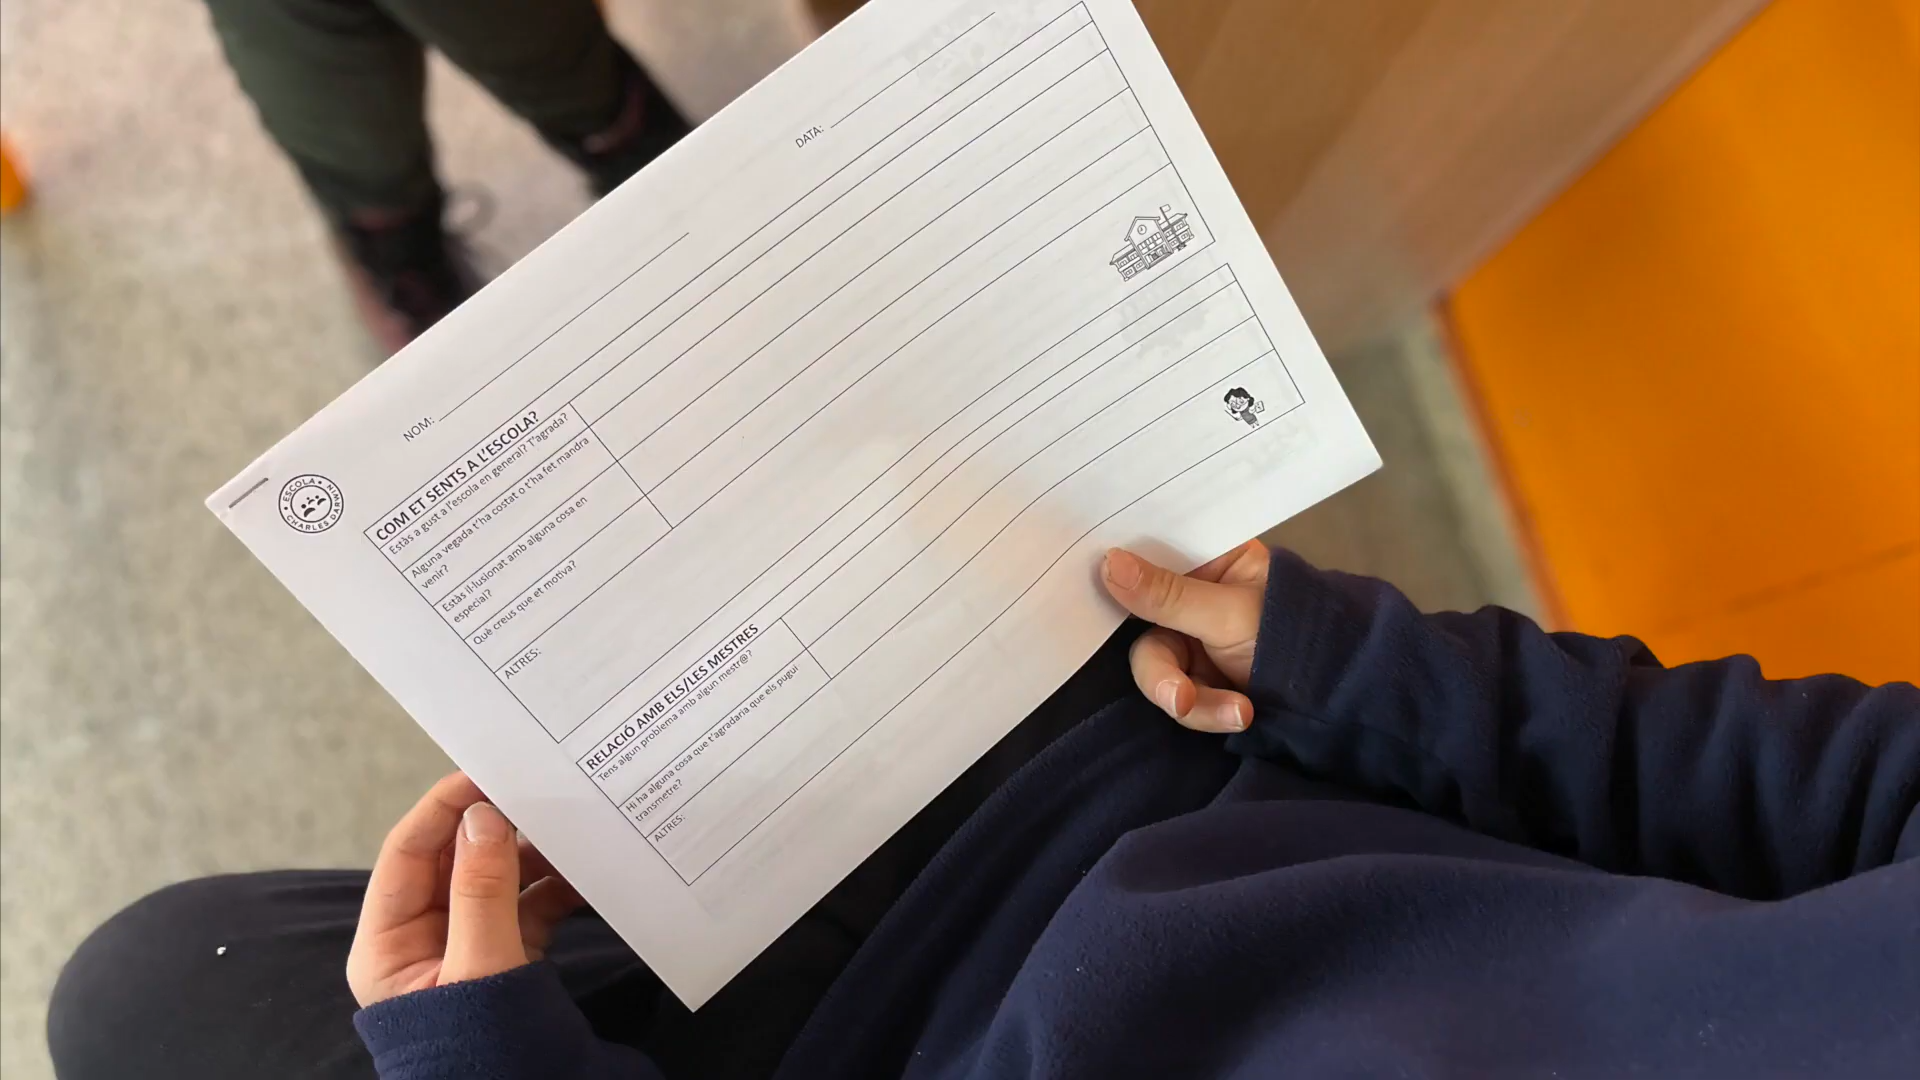 ESCOLA
CHARLES DARWIN
NOM:
DATA:
COM ET SENTS A L'ESCOLA?
Estàs a gust a l'escola en general? T'agrada?
Alguna vegada t'ha costat o t'ha fet mandra
venir?
Estàs il·lusionat amb alguna cosa en
especial?
Què creus que et motiva?
ALTRES:
RELACIÓ AMB ELS/LES MESTRES
Tens algun problema amb algun mestr@?
Hi ha alguna cosa que t'agradaria que els pugui
transmetre?
ALTRES: